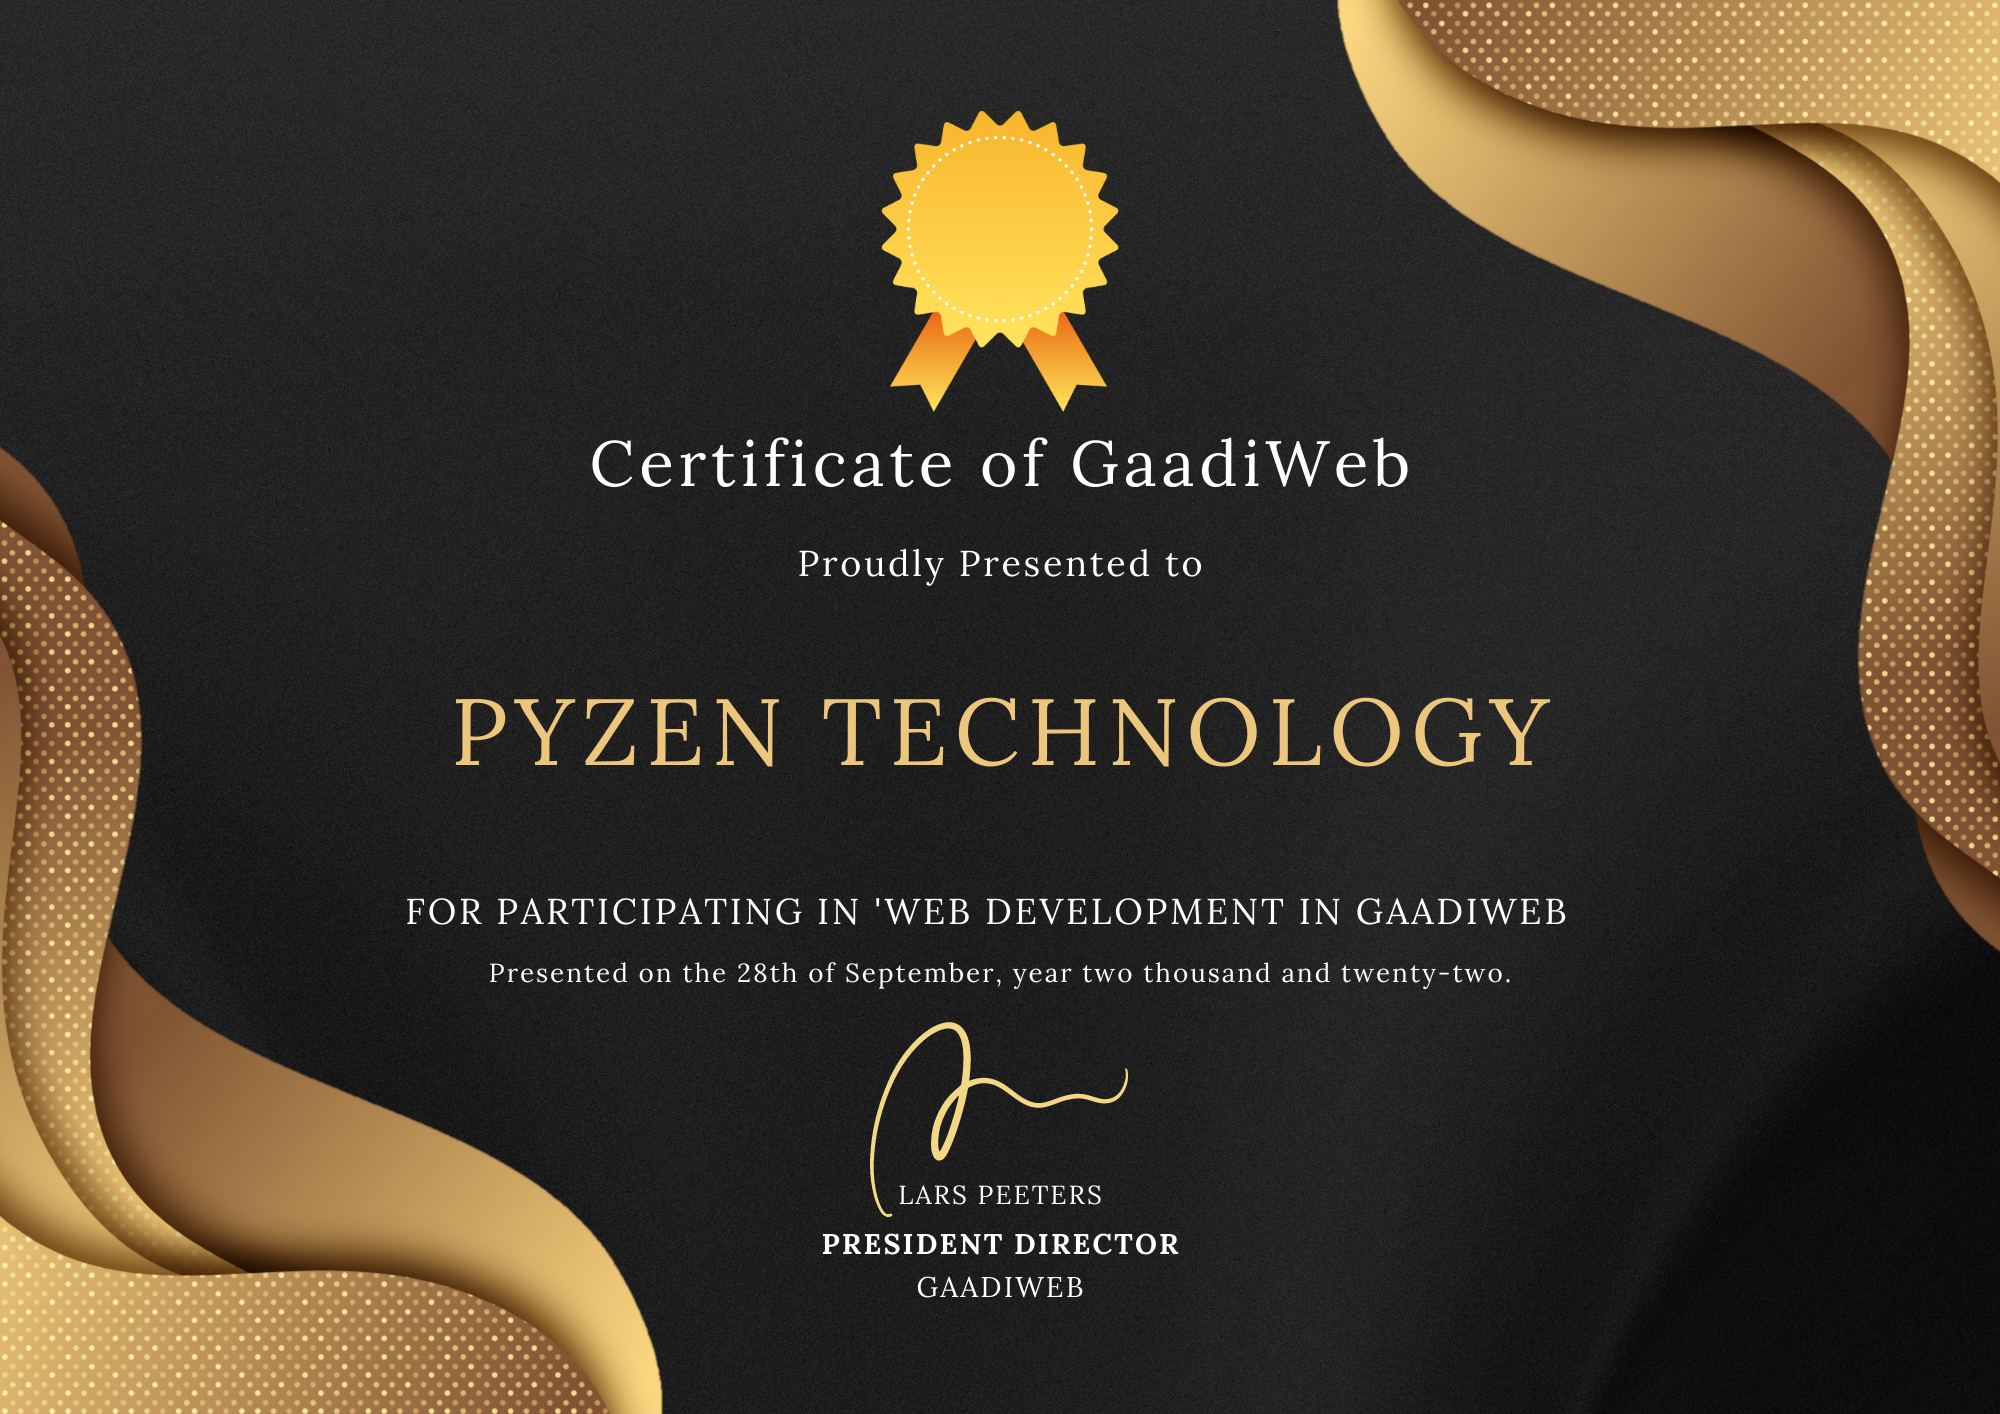 Certificate of GaadiWeb
Proudly Presented to
PYZEN TECHNOLOGY
FOR PARTICIPATING IN 'WEB DEVELOPMENT IN GAADIWEB
Presented on the 28th of September, year two thousand and twenty-two.
LARS PEETERS
PRESIDENT DIRECTOR
GAADIWEB